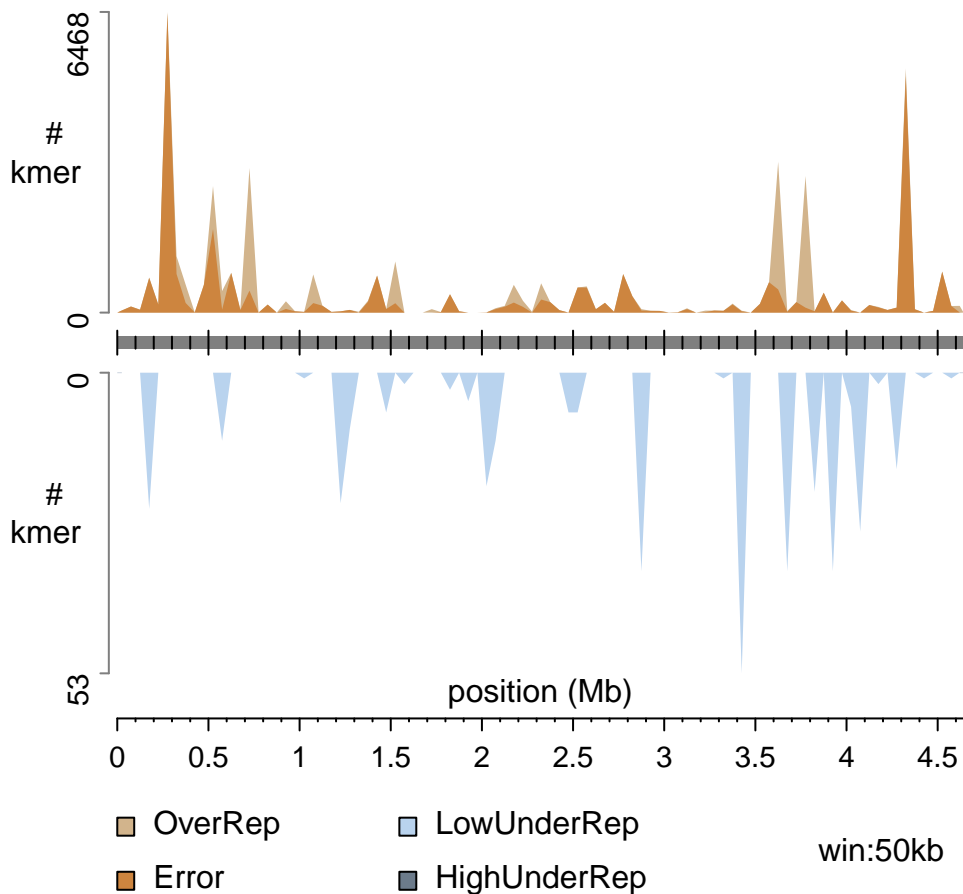 6468
#
kmer
0
0
#
kmer
53
position (Mb)
0 0.5 1 1.5 2 2.5 3 3.5 4 4.5
OverRep LowUnderRep
Error HighUnderRep
win:50kb